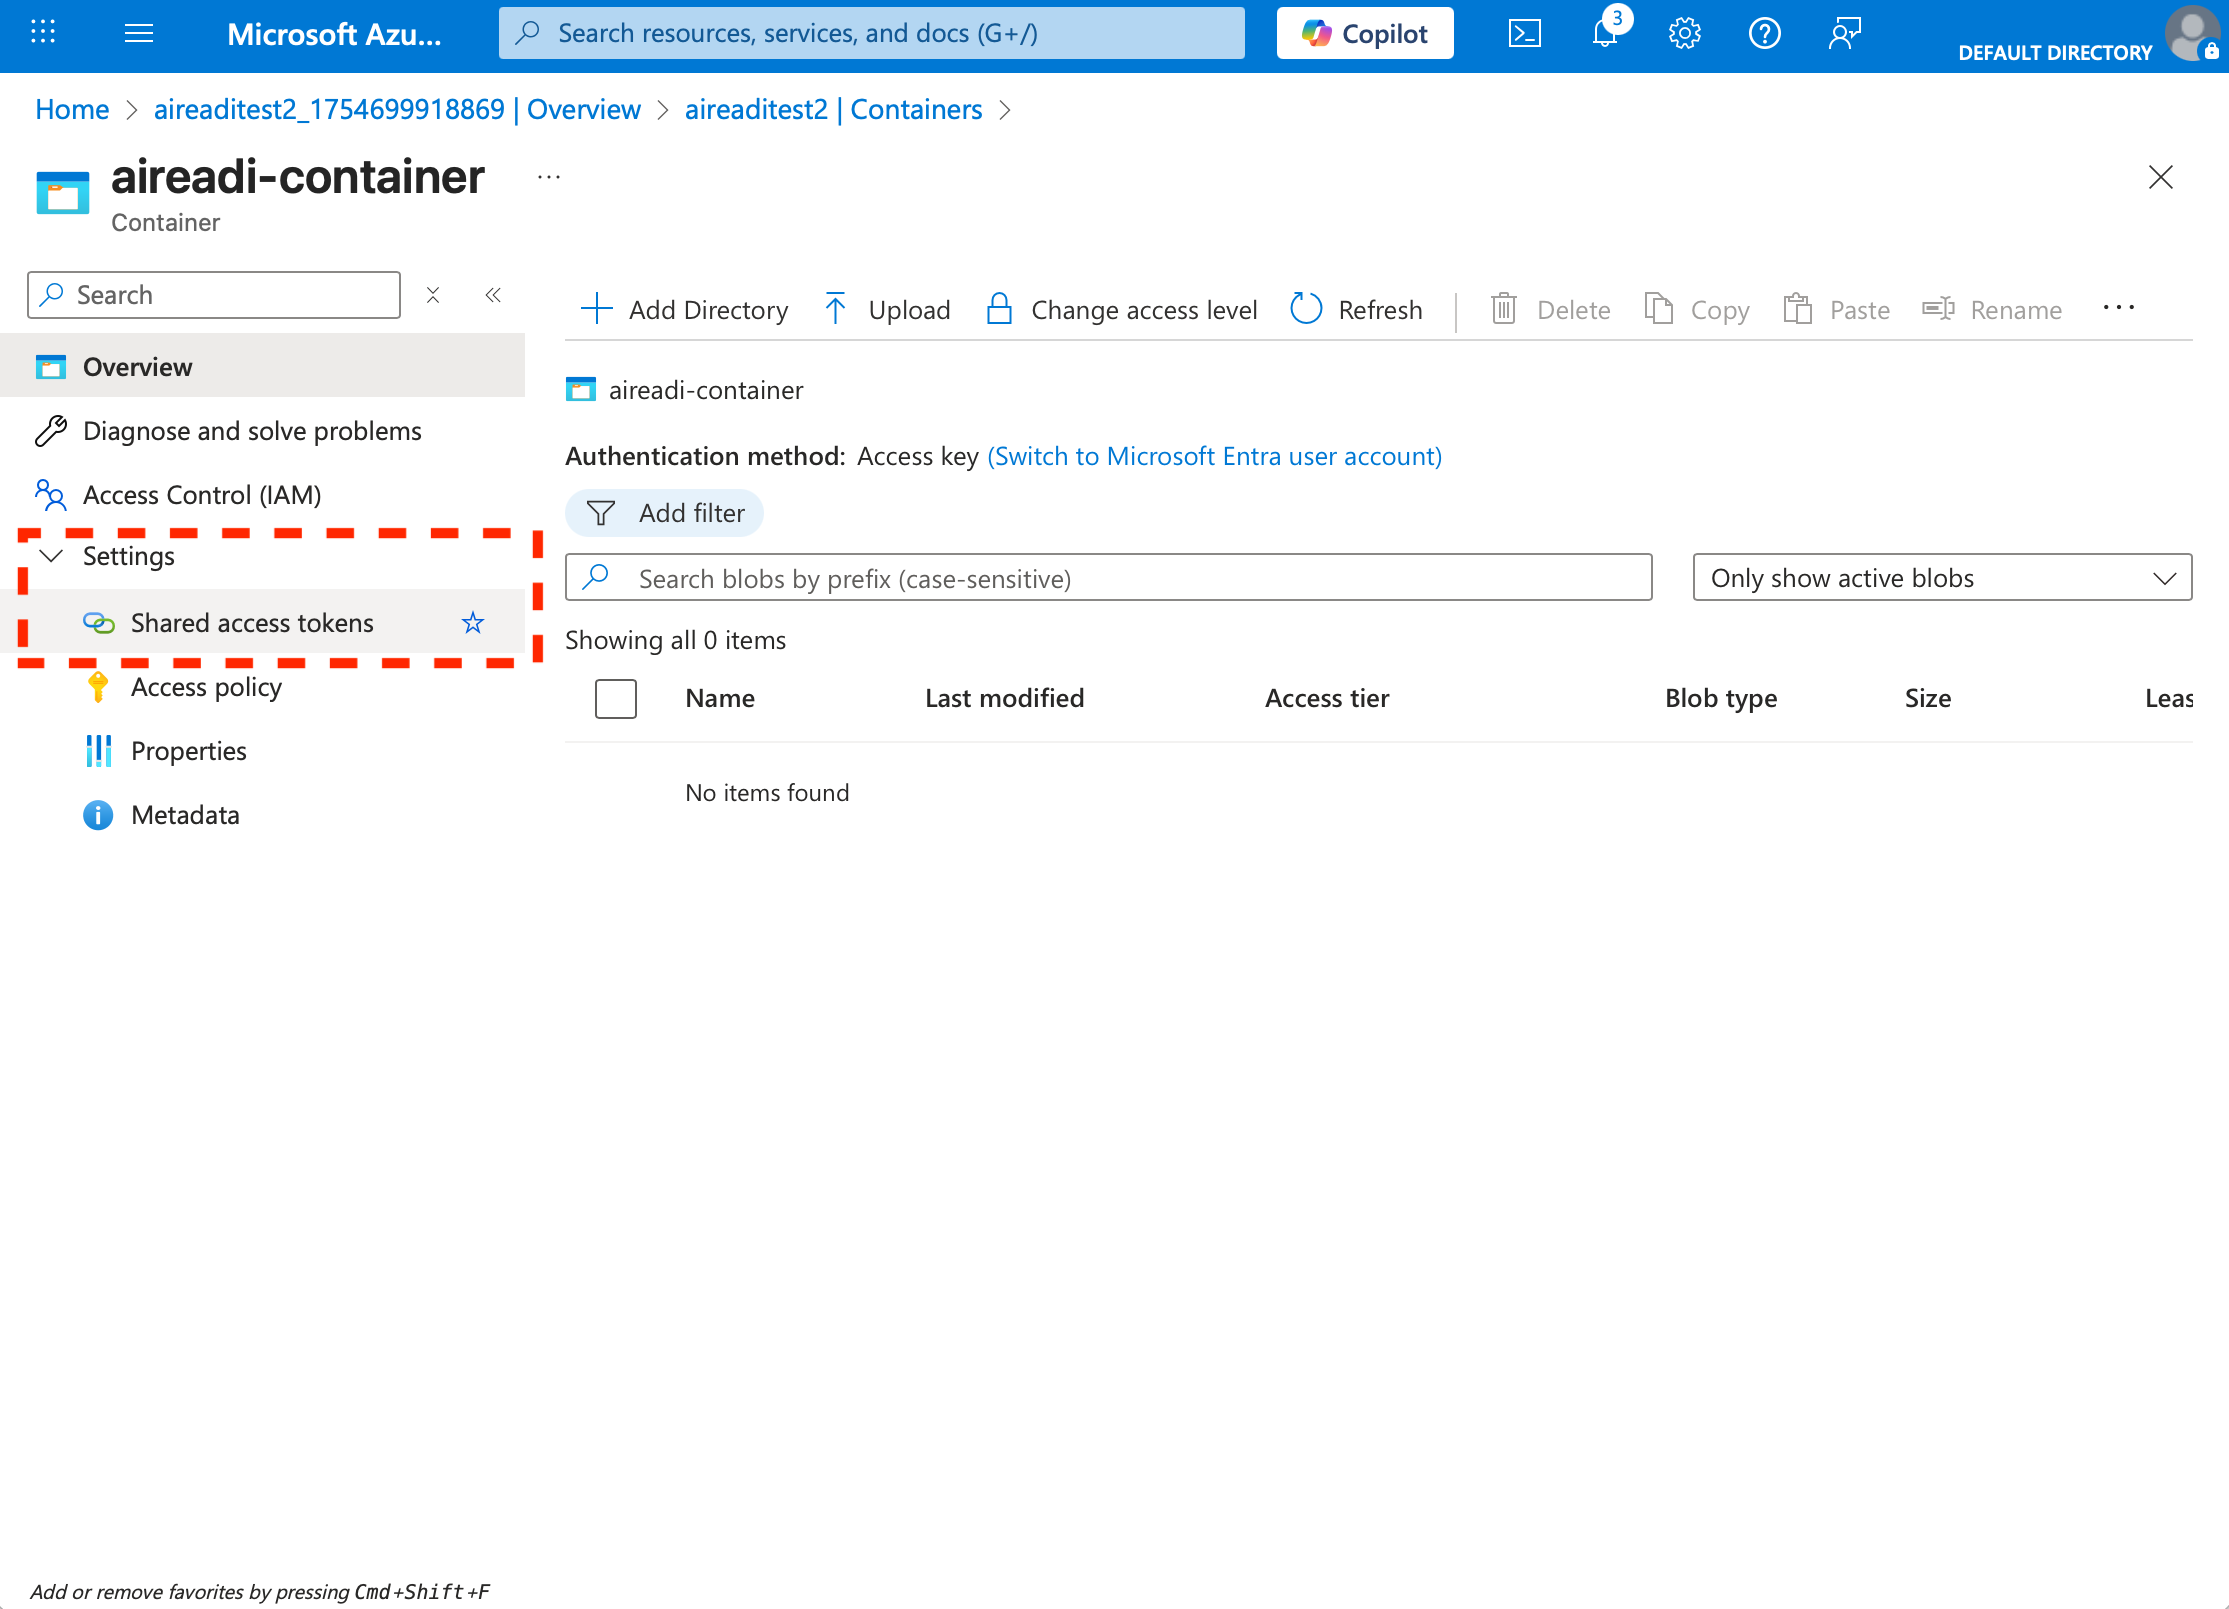 Microsoft Azu...
Search resources, services, and docs (G+/)
Copilot
3
DEFAULT DIRECTORY
Home > aireaditest2_1754699918869 | Overview > aireaditest2 | Containers >
aireadi-container
...
Container
Search
Add Directory
Upload
Change access level
Refresh
Delete
Copy
Paste
Rename
...
Overview
Diagnose and solve problems
Access Control (IAM)
Settings
Shared access tokens
Access policy
Properties
Metadata
aireadi-container
Authentication method: Access key (Switch to Microsoft Entra user account)
Add filter
Search blobs by prefix (case-sensitive)
Only show active blobs
Showing all 0 items
Name
Last modified
Access tier
Blob type
Size
Leas
No items found
Add or remove favorites by pressing Cmd+Shift+F